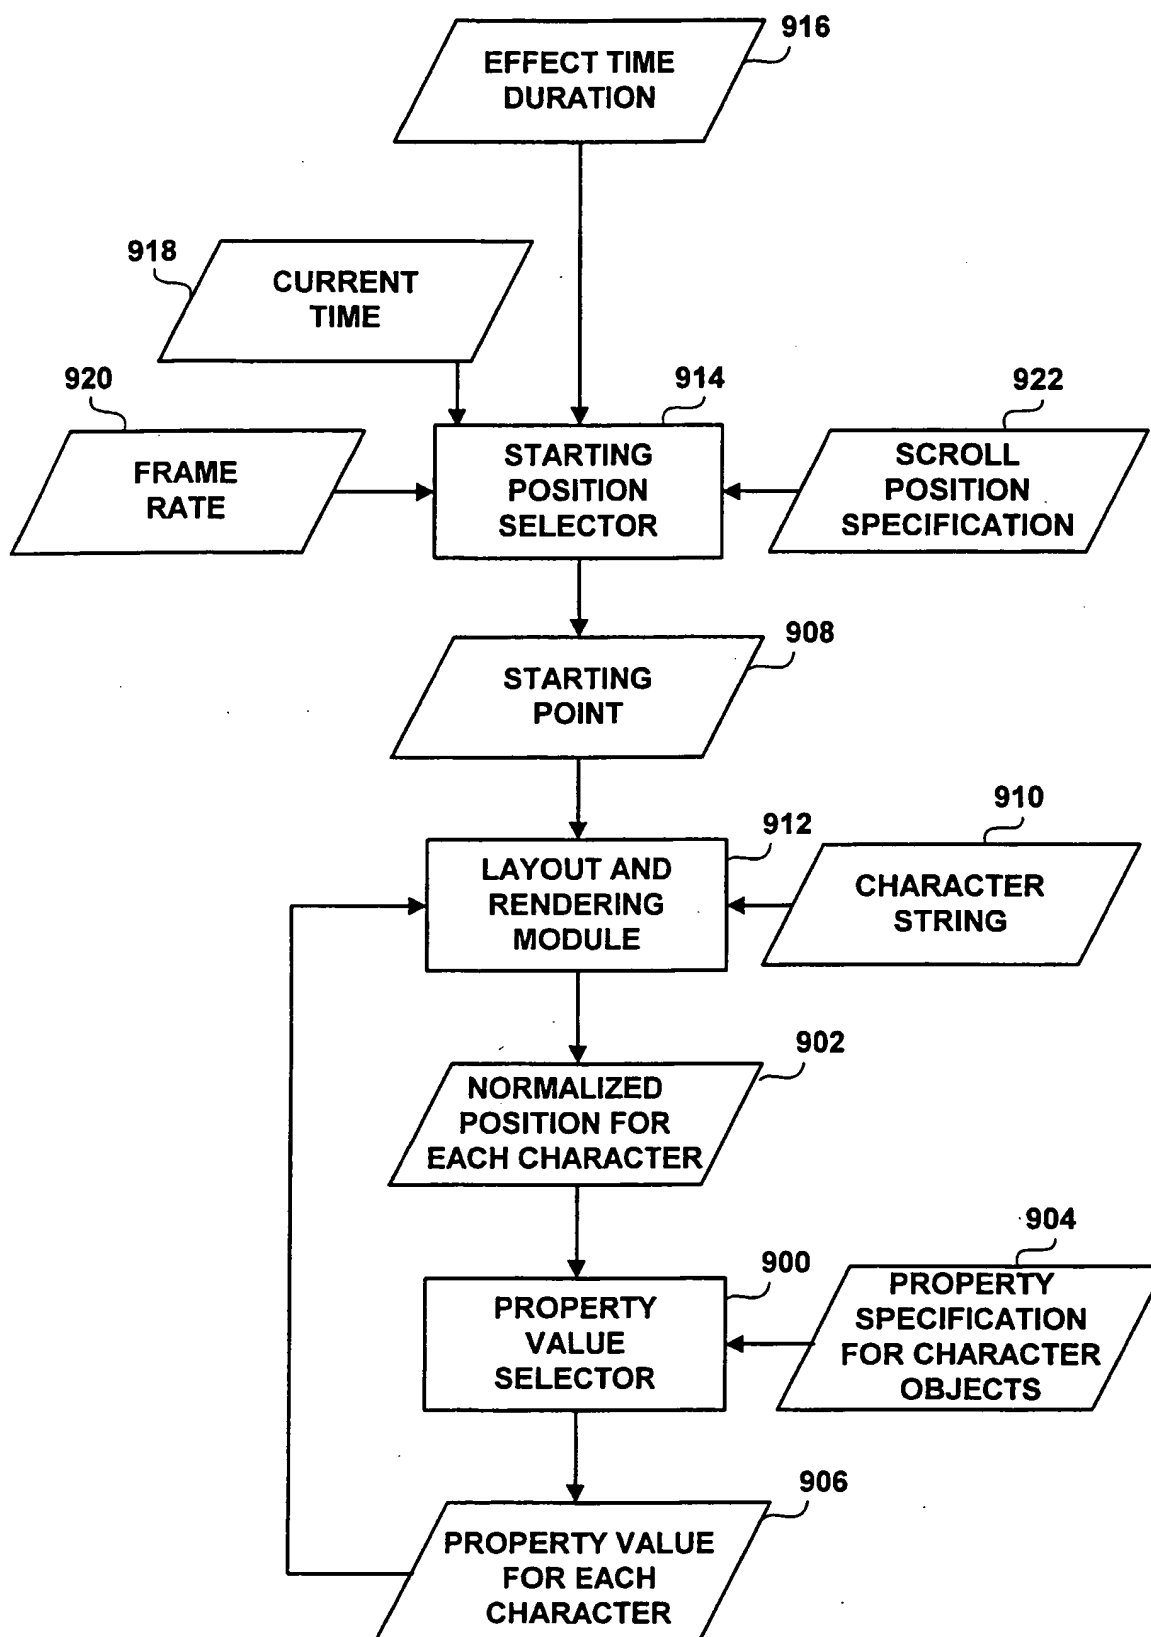 916
EFFECT TIME
DURATION
918
CURRENT
TIME
920
FRAME
RATE
914
STARTING
POSITION
SELECTOR
922
SCROLL
POSITION
SPECIFICATION
908
STARTING
POINT
912
LAYOUT AND
RENDERING
MODULE
910
CHARACTER
STRING
902
NORMALIZED
POSITION FOR
EACH CHARACTER
900
PROPERTY
VALUE
SELECTOR
904
PROPERTY
SPECIFICATION
FOR CHARACTER
OBJECTS
906
PROPERTY VALUE
FOR EACH
CHARACTER